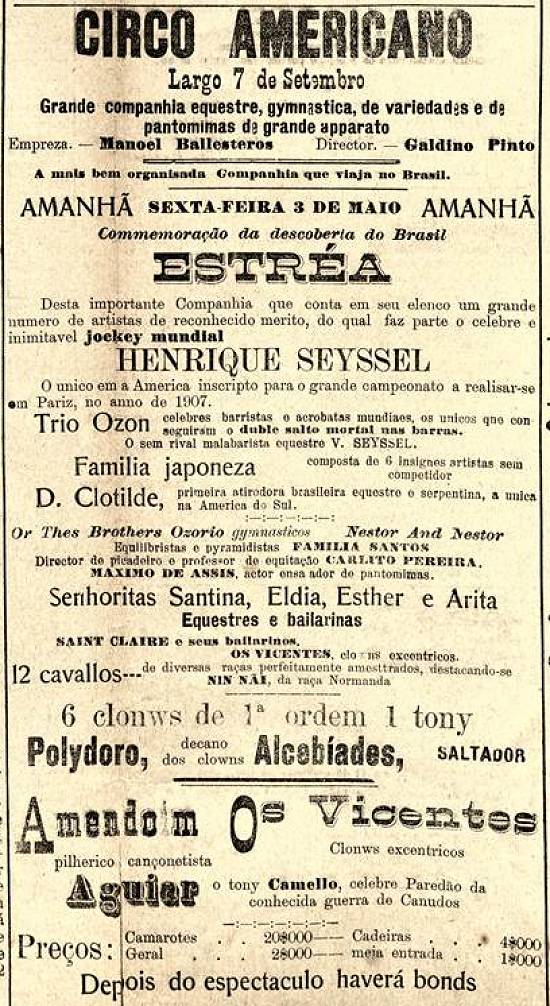 CIRCO AMERICANO
Largo 7 de Setembro
Grande companhia equestre, gymnastica, de variedades e de
pantomimas de grande apparato
Empreza. — Manoel Ballesteros Director. — Galdino Pinto
A mais bem organisada Companhia que viaja no Brasil.
AMANHÃ SEXTA-FEIRA 3 DE MAIO AMANHÃ
Commemoração da descoberta do Brasil
ESTRÉA
Desta importante Companhia que conta em seu elenco um grande
numero de artistas de reconhecido merito, do qual faz parte o celebre e
inimitavel jockey mundial
HENRIQUE SEYSSEL
O unico em a America inscripto para o grande campeonato a realisar-se
em Pariz, no anno de 1907.
Trio Ozon celebres barristas e acrobatas mundiaes, os unicos que con
seguiram o duble salto mortal nas barras.
O sem rival malabarista equestre V. SEYSSEL.
Familia japoneza composta de 6 insignes artistas sem
competidor
D. Clotilde, primeira atiradora brasileira equestre e serpentina, a unica
na America do Sul.
:—:—:—:—:—:
Or Thes Brothers Ozorio gymnasticos Nestor And Nestor
Equilibristas e pyramidistas FAMILIA SANTOS
Director de picadeiro e professor de equitação CARLITO PEREIRA.
MAXIMO DE ASSIS, actor ensaiador de pantomimas.
Senhoritas Santina, Eldia, Esther e Arita
Equestres e bailarinas
SAINT CLAIRE e seus bailarinos.
OS VICENTES, clowns excentricos.
12 cavallos--- de diversas raças perfeitamente amesttrados, destacando-se
NIN NÃI, da raça Normanda
6 clonws de 1ª ordem 1 tony
Polydoro, decano dos clowns Alcebíades, SALTADOR
Amendoim Os Vicentes
pilherico cançonetista Clonws excentricos
Aguiar o tony Camello, celebre Paredão da
conhecida guerra de Canudos
—:—:—:—:—:—:—
Preços: Camarotes . . 20$000 —— Cadeiras . . . 4$000
Geral . . . 2$000 —— meia entrada . . 1$000
Depois do espectaculo haverá bonds